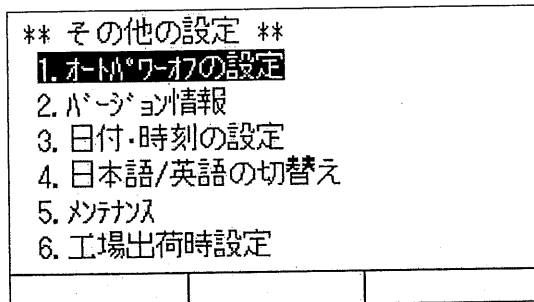 ** その他の設定 **
1. ｵｰﾄﾊﾟﾜｰｵﾌの設定
2. ﾊﾞｰｼﾞｮﾝ情報
3. 日付・時刻の設定
4. 日本語/英語の切替え
5. ﾒﾝﾃﾅﾝｽ
6. 工場出荷時設定